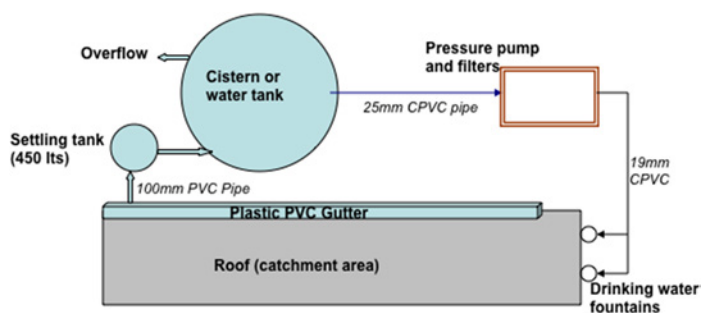 Overflow
Cistern or
water tank
Pressure pump
and filters
25mm CPVC pipe
Settling tank
(450 lts)
100mm PVC Pipe
19mm
CPVC
Plastic PVC Gutter
Roof (catchment area)
Drinking water
fountains